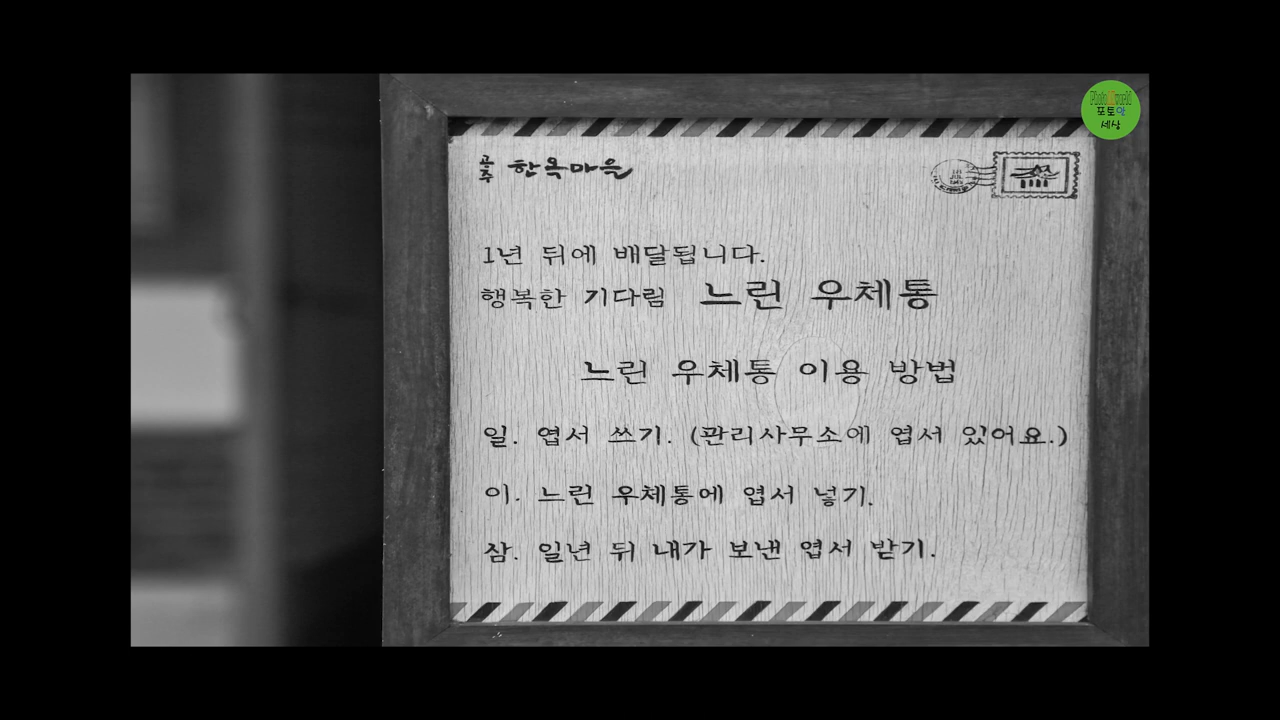 공주 한옥마을
1년 뒤에 배달됩니다.
행복한 기다림 느린 우체통
느린 우체통 이용 방법
일. 엽서 쓰기. (관리사무소에 엽서 있어요.)
이. 느린 우체통에 엽서 넣기.
삼. 일년 뒤 내가 보낸 엽서 받기.
포토안
세상